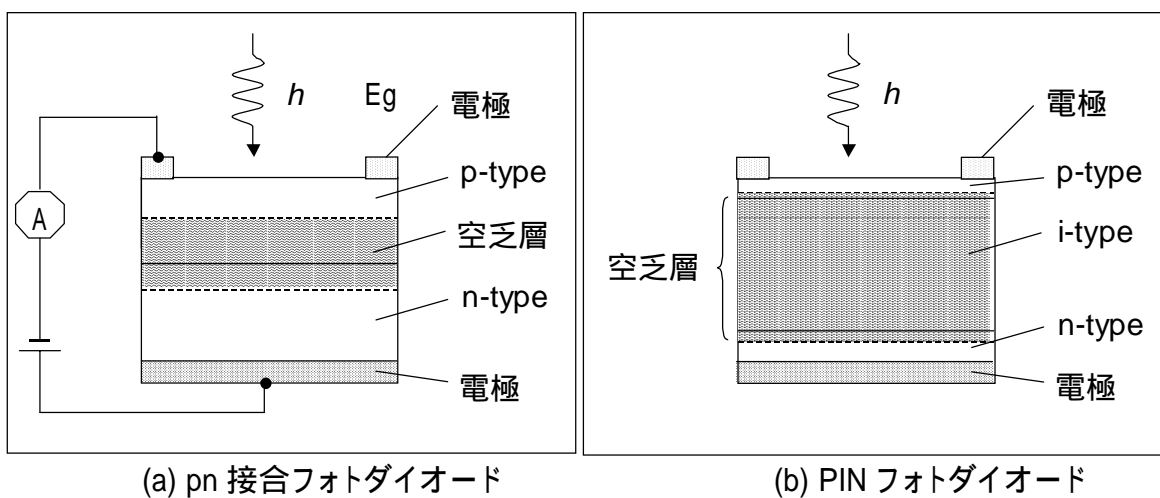 h Eg
電極
p-type
A
空乏層
n-type
電極
(a) pn 接合フォトダイオード
h
電極
p-type
i-type
空乏層
n-type
電極
(b) PIN フォトダイオード